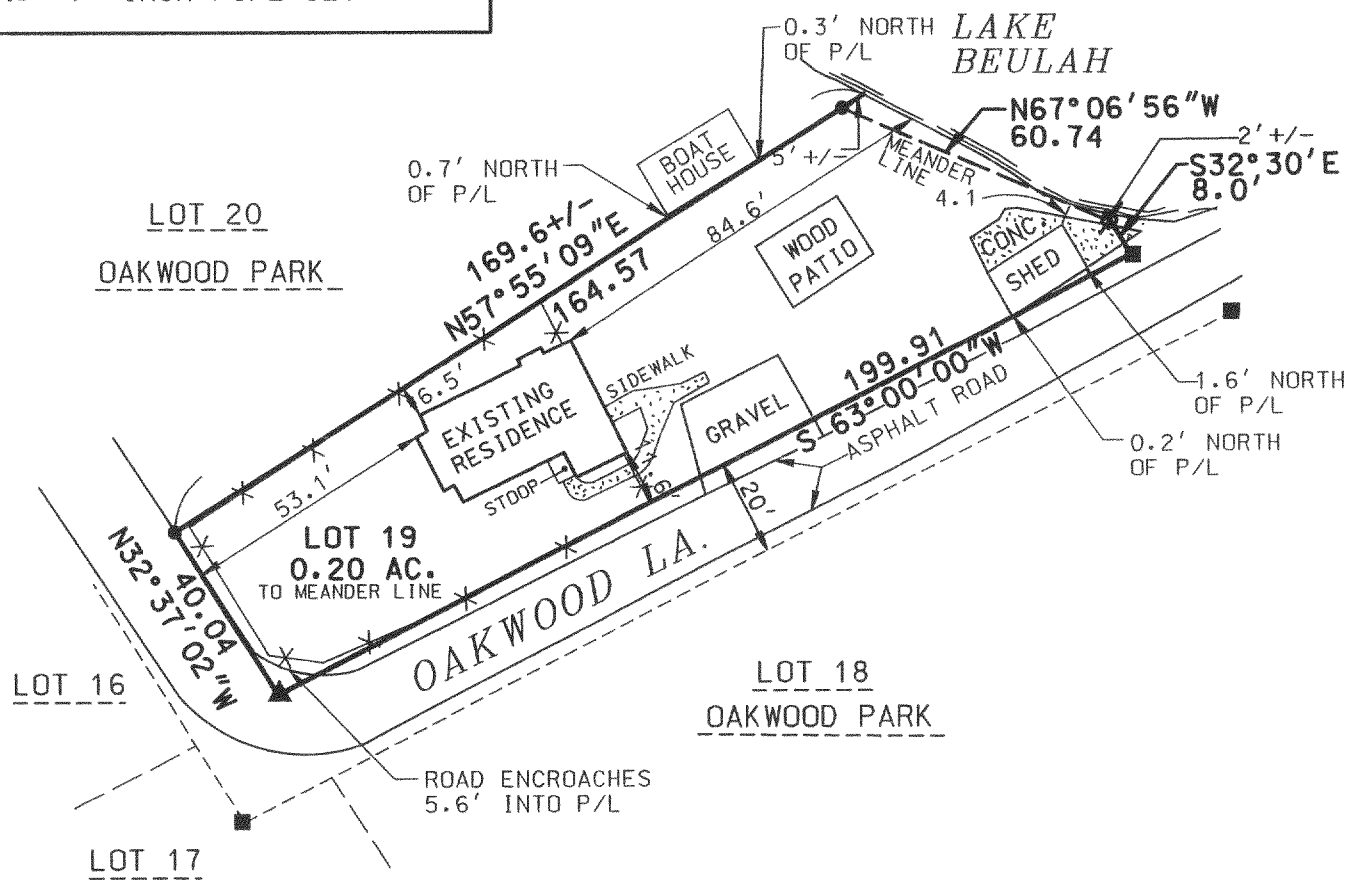 0.3' NORTH
OF P/L
LAKE
BEULAH
N67°06'56"W
60.74
2'+/-
S32°30'E
8.0'
BOAT
HOUSE
5'+/-
MEANDER
LINE
4.1
0.7' NORTH
OF P/L
LOT 20
OAKWOOD PARK
169.6+/-
N57°55'09"E
164.57
84.6'
WOOD
PATIO
CONC.
SHED
1.6' NORTH
OF P/L
0.2' NORTH
OF P/L
199.91
S 63°00'00"W
ASPHALT ROAD
SIDEWALK
GRAVEL
6.5'
EXISTING
RESIDENCE
STOOP
20'
53.1'
LOT 19
0.20 AC.
TO MEANDER LINE
N32°37'02"W
40.04
OAKWOOD LA.
LOT 16
LOT 18
OAKWOOD PARK
ROAD ENCROACHES
5.6' INTO P/L
LOT 17